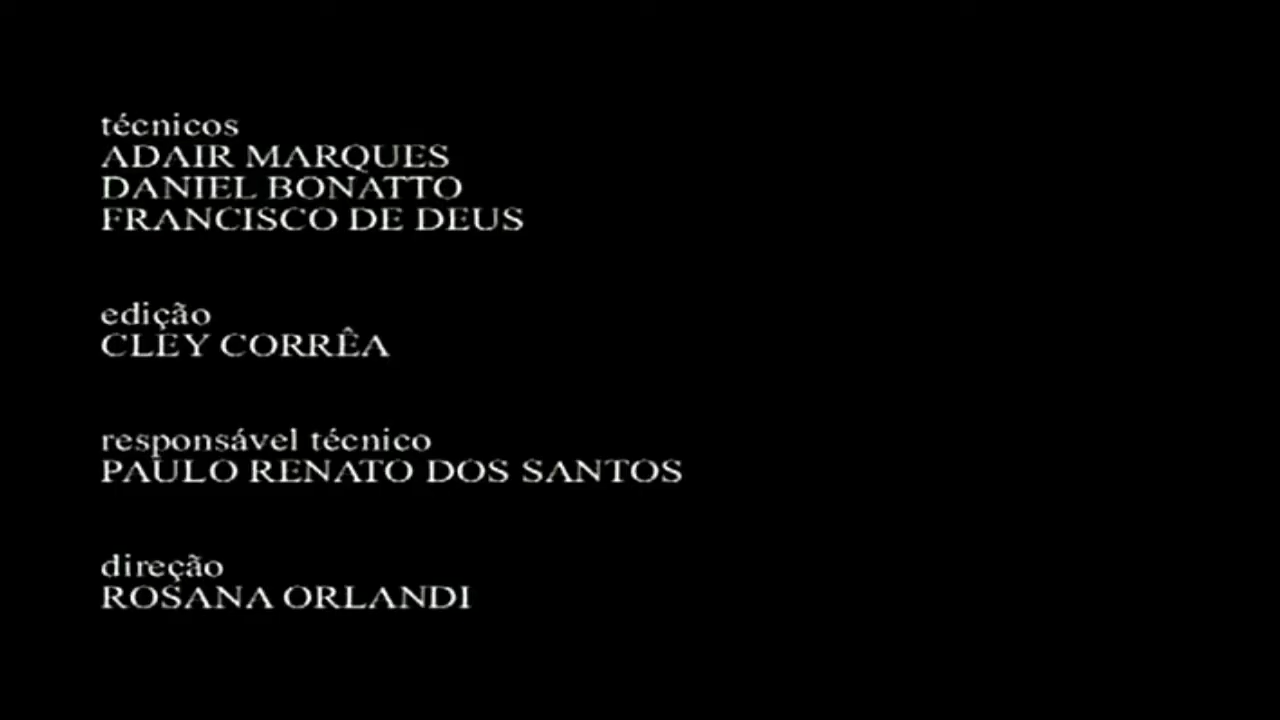 técnicos
ADAIR MARQUES
DANIEL BONATTO
FRANCISCO DE DEUS
edição
CLEY CORRÊA
responsável técnico
PAULO RENATO DOS SANTOS
direção
ROSANA ORLANDI